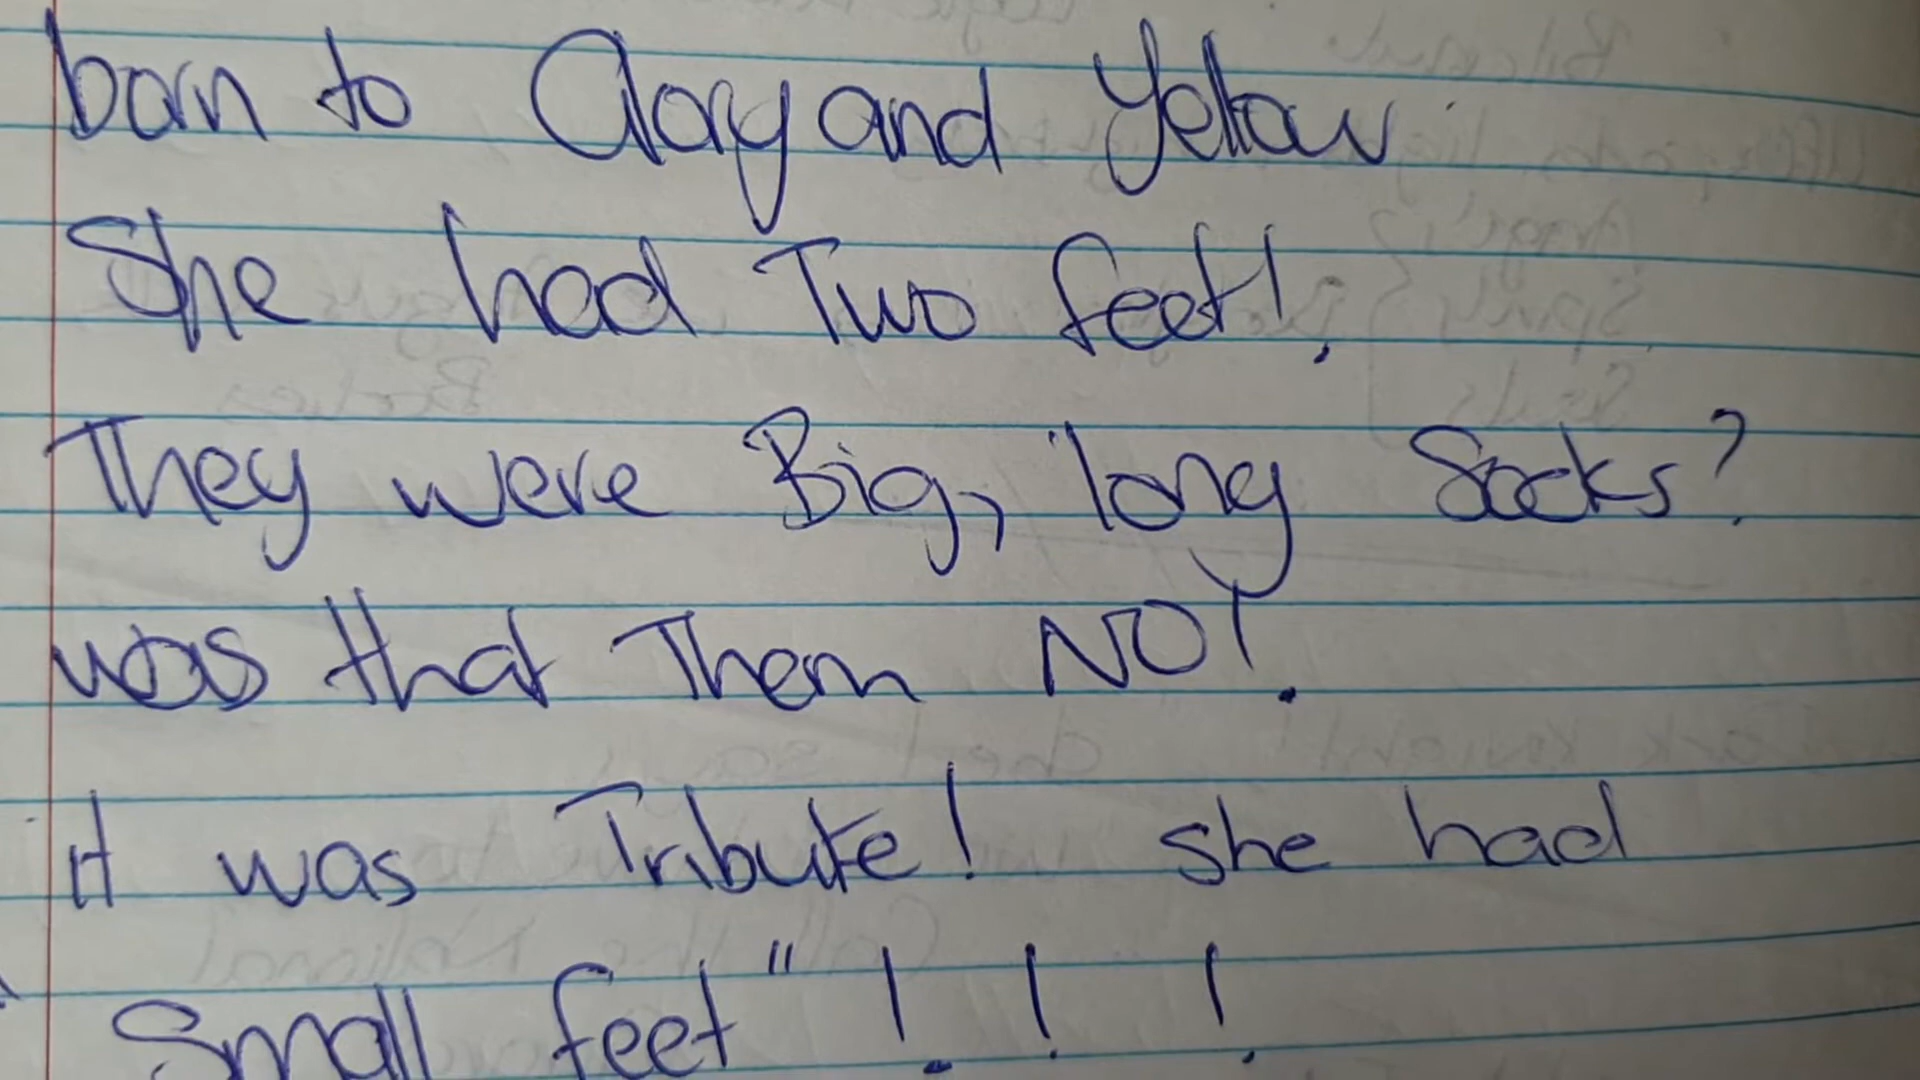 born to Glory and Yellow
She had Two feet!
They were Big, long Socks?
was that Them NO!
it was Tribute! she had
"Small feet"!!!